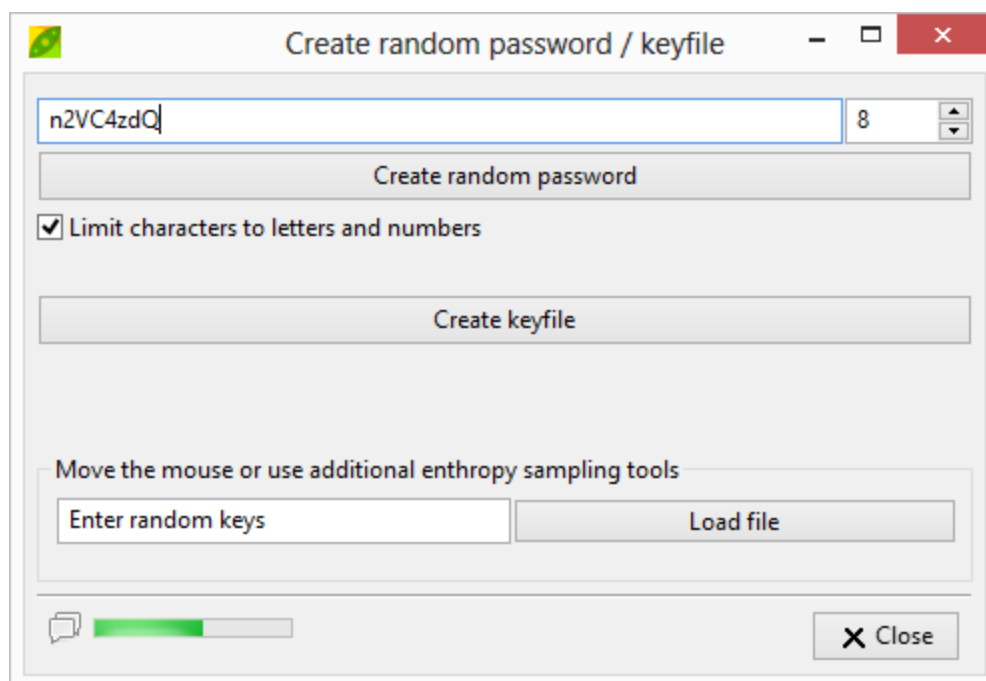 Create random password / keyfile
n2VC4zdQ 8
Create random password
Limit characters to letters and numbers
Create keyfile
Move the mouse or use additional enthropy sampling tools
Enter random keys Load file
Close